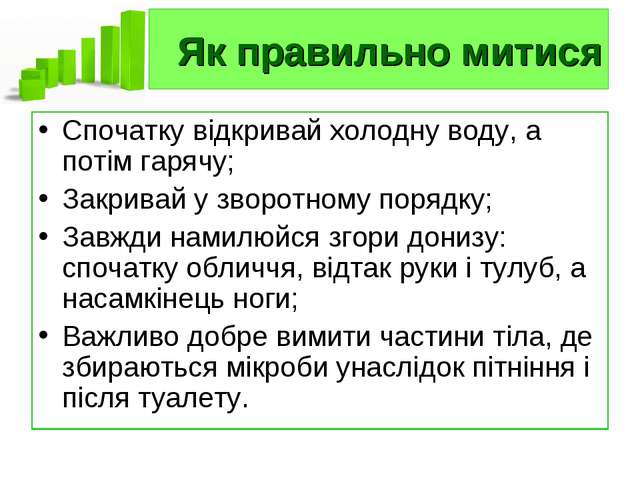 Як правильно митися
• Спочатку відкривай холодну воду, а
потім гарячу;
• Закривай у зворотному порядку;
• Завжди намилюйся згори донизу:
спочатку обличчя, відтак руки і тулуб, а
насамкінець ноги;
• Важливо добре вимити частини тіла, де
збираються мікроби унаслідок пітніння і
після туалету.